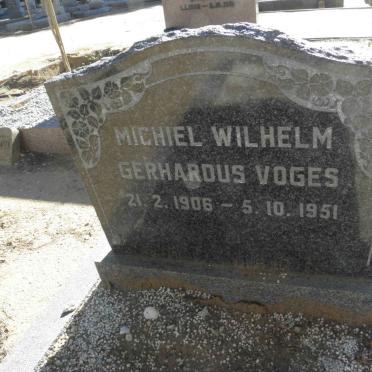 MICHIEL WILHELM
GERHARDUS VOGES
21. 2. 1906 – 5. 10. 1951